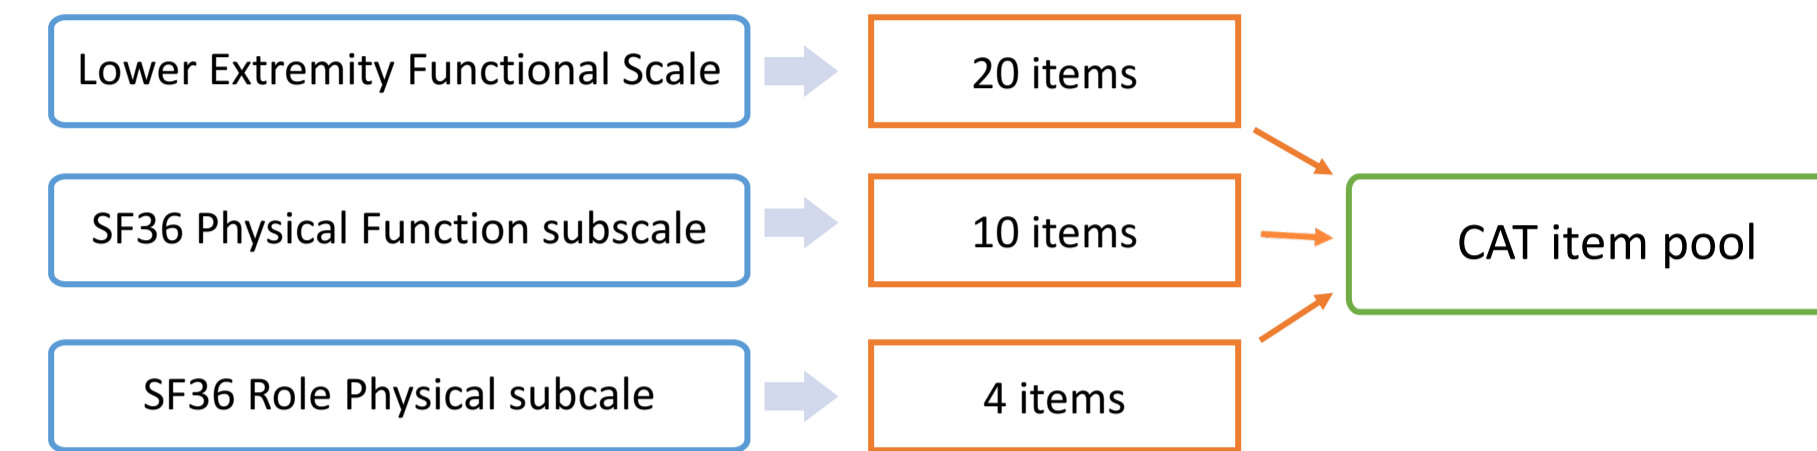 Lower Extremity Functional Scale
20 items
SF36 Physical Function subscale
10 items
CAT item pool
SF36 Role Physical subcale
4 items